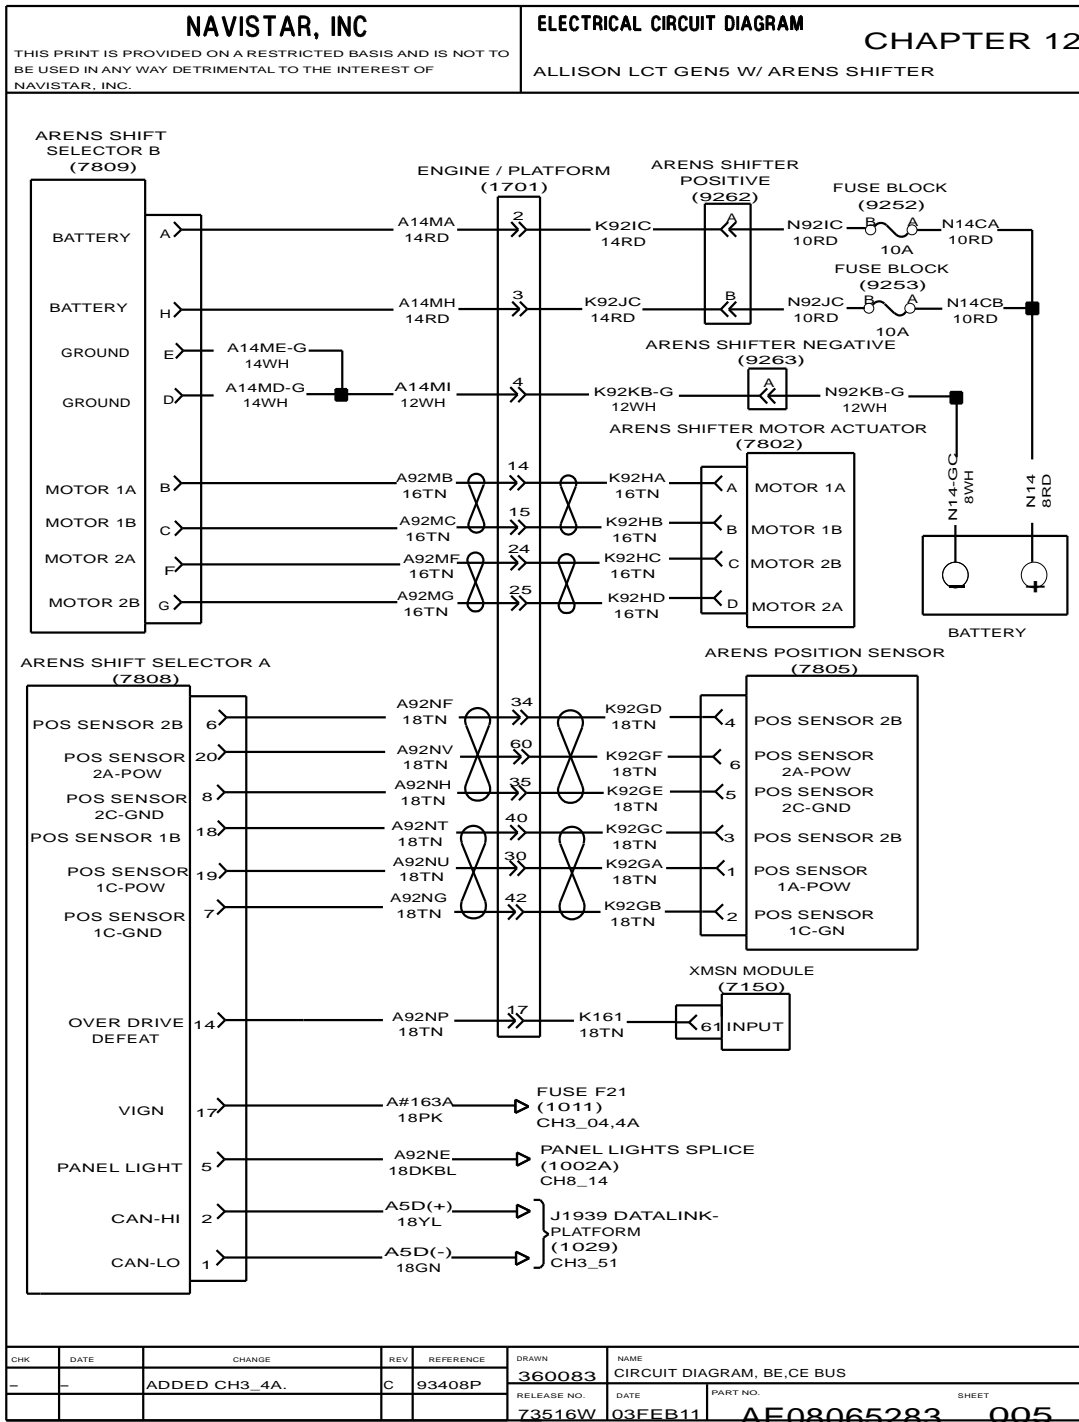 NAVISTAR, INC
THIS PRINT IS PROVIDED ON A RESTRICTED BASIS AND IS NOT TO
BE USED IN ANY WAY DETRIMENTAL TO THE INTEREST OF
NAVISTAR, INC.
ELECTRICAL CIRCUIT DIAGRAM
CHAPTER 12
ALLISON LCT GEN5 W/ ARENS SHIFTER
ARENS SHIFT
SELECTOR B
(7809)
ENGINE / PLATFORM
(1701)
ARENS SHIFTER
POSITIVE
(9262)
FUSE BLOCK
(9252)
BATTERY A A14MA 14RD 2 K92IC 14RD A N92IC 10RD B A 10A N14CA 10RD
FUSE BLOCK
(9253)
BATTERY H A14MH 14RD 3 K92JC 14RD B N92JC 10RD B A 10A N14CB 10RD
ARENS SHIFTER NEGATIVE
(9263)
GROUND E A14ME-G 14WH
GROUND D A14MD-G 14WH A14MI 12WH 4 K92KB-G 12WH A N92KB-G 12WH
ARENS SHIFTER MOTOR ACTUATOR
(7802)
N14-GC 8WH
N14 8RD
MOTOR 1A B A92MB 16TN 14 K92HA 16TN A MOTOR 1A
MOTOR 1B C A92MC 16TN 15 K92HB 16TN B MOTOR 1B
MOTOR 2A F A92MF 16TN 24 K92HC 16TN C MOTOR 2B
MOTOR 2B G A92MG 16TN 25 K92HD 16TN D MOTOR 2A
- +
BATTERY
ARENS SHIFT SELECTOR A
(7808)
ARENS POSITION SENSOR
(7805)
POS SENSOR 2B 6 A92NF 18TN 34 K92GD 18TN 4 POS SENSOR 2B
POS SENSOR 2A-POW 20 A92NV 18TN 60 K92GF 18TN 6 POS SENSOR 2A-POW
POS SENSOR 2C-GND 8 A92NH 18TN 35 K92GE 18TN 5 POS SENSOR 2C-GND
POS SENSOR 1B 18 A92NT 18TN 40 K92GC 18TN 3 POS SENSOR 2B
POS SENSOR 1C-POW 19 A92NU 18TN 30 K92GA 18TN 1 POS SENSOR 1A-POW
POS SENSOR 1C-GND 7 A92NG 18TN 42 K92GB 18TN 2 POS SENSOR 1C-GN
XMSN MODULE
(7150)
OVER DRIVE DEFEAT 14 A92NP 18TN 17 K161 18TN 61 INPUT
VIGN 17 A#163A 18PK FUSE F21
(1011)
CH3_04,4A
PANEL LIGHT 5 A92NE 18DKBL PANEL LIGHTS SPLICE
(1002A)
CH8_14
CAN-HI 2 A5D(+) 18YL
J1939 DATALINK-
PLATFORM
(1029)
CH3_51
CAN-LO 1 A5D(-) 18GN
CHK DATE CHANGE REV REFERENCE DRAWN NAME
- - ADDED CH3_4A. C 93408P 360083 CIRCUIT DIAGRAM, BE,CE BUS
RELEASE NO. DATE PART NO. SHEET
73516W 03FEB11 AE08065283 005